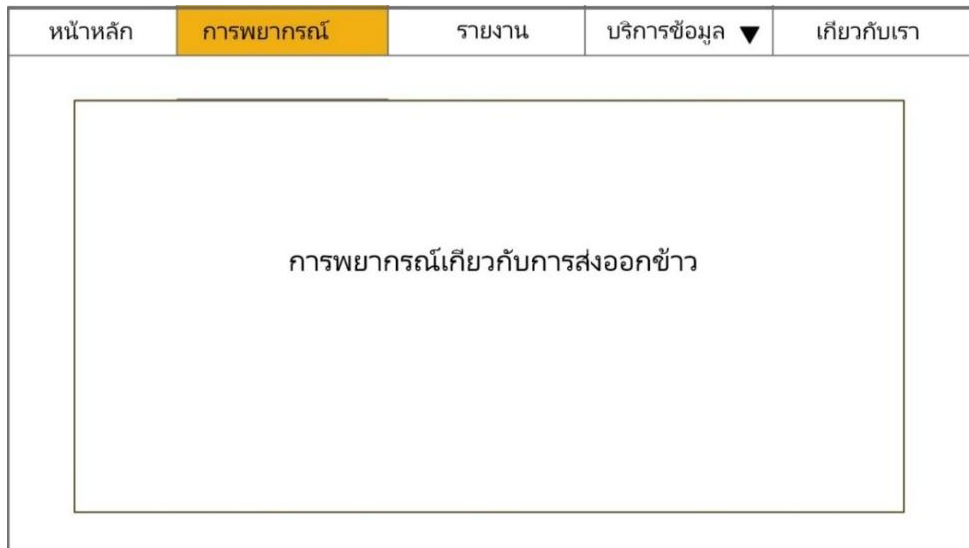 หน้าหลัก การพยากรณ์ รายงาน บริการข้อมูล ▼ เกียวกับเรา
การพยากรณ์เกียวกับการส่งออกข้าว